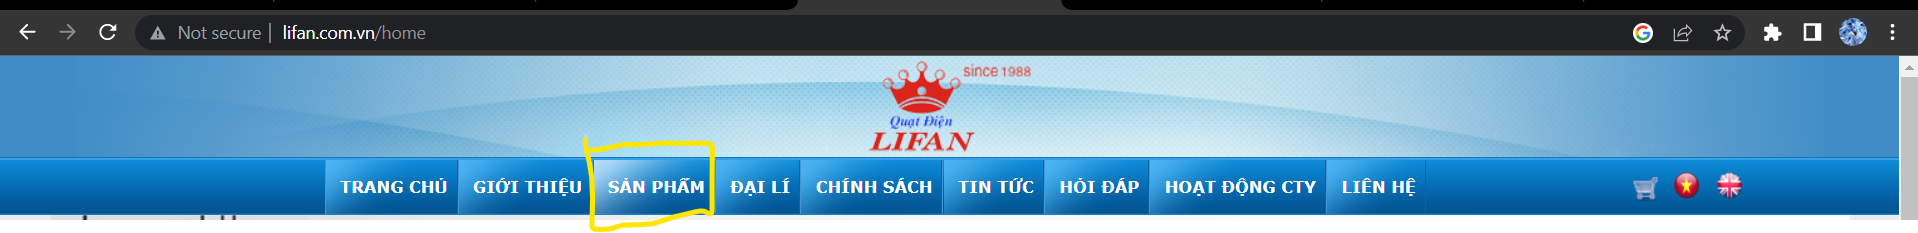 Not secure | lifan.com.vn/home
since 1988
Quạt Điện
LIFAN
TRANG CHỦ GIỚI THIỆU SẢN PHẨM ĐẠI LÍ CHÍNH SÁCH TIN TỨC HỎI ĐÁP HOẠT ĐỘNG CTY LIÊN HỆ